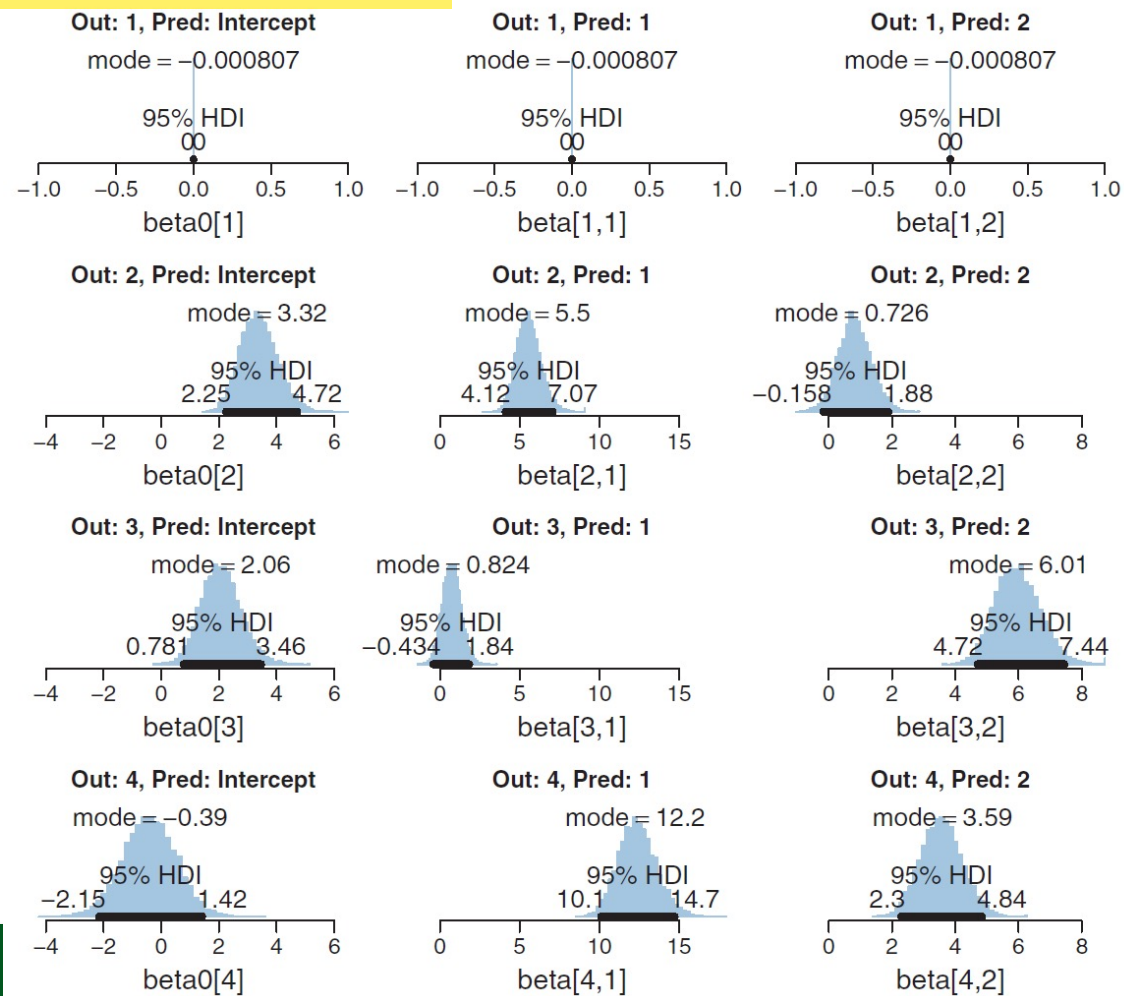 Out: 1, Pred: Intercept
mode = −0.000807
95% HDI
00
−1.0 −0.5 0.0 0.5 1.0
beta0[1]
Out: 1, Pred: 1
mode = −0.000807
95% HDI
00
−1.0 −0.5 0.0 0.5 1.0
beta[1,1]
Out: 1, Pred: 2
mode = −0.000807
95% HDI
00
−1.0 −0.5 0.0 0.5 1.0
beta[1,2]
Out: 2, Pred: Intercept
mode = 3.32
95% HDI
2.25 4.72
−4 −2 0 2 4 6
beta0[2]
Out: 2, Pred: 1
mode = 5.5
95% HDI
4.12 7.07
0 5 10 15
beta[2,1]
Out: 2, Pred: 2
mode = 0.726
95% HDI
−0.158 1.88
0 2 4 6 8
beta[2,2]
Out: 3, Pred: Intercept
mode = 2.06
95% HDI
0.781 3.46
−4 −2 0 2 4 6
beta0[3]
Out: 3, Pred: 1
mode = 0.824
95% HDI
−0.434 1.84
0 5 10 15
beta[3,1]
Out: 3, Pred: 2
mode = 6.01
95% HDI
4.72 7.44
0 2 4 6 8
beta[3,2]
Out: 4, Pred: Intercept
mode = −0.39
95% HDI
−2.15 1.42
−4 −2 0 2 4 6
beta0[4]
Out: 4, Pred: 1
mode = 12.2
95% HDI
10.1 14.7
0 5 10 15
beta[4,1]
Out: 4, Pred: 2
mode = 3.59
95% HDI
2.3 4.84
0 2 4 6 8
beta[4,2]